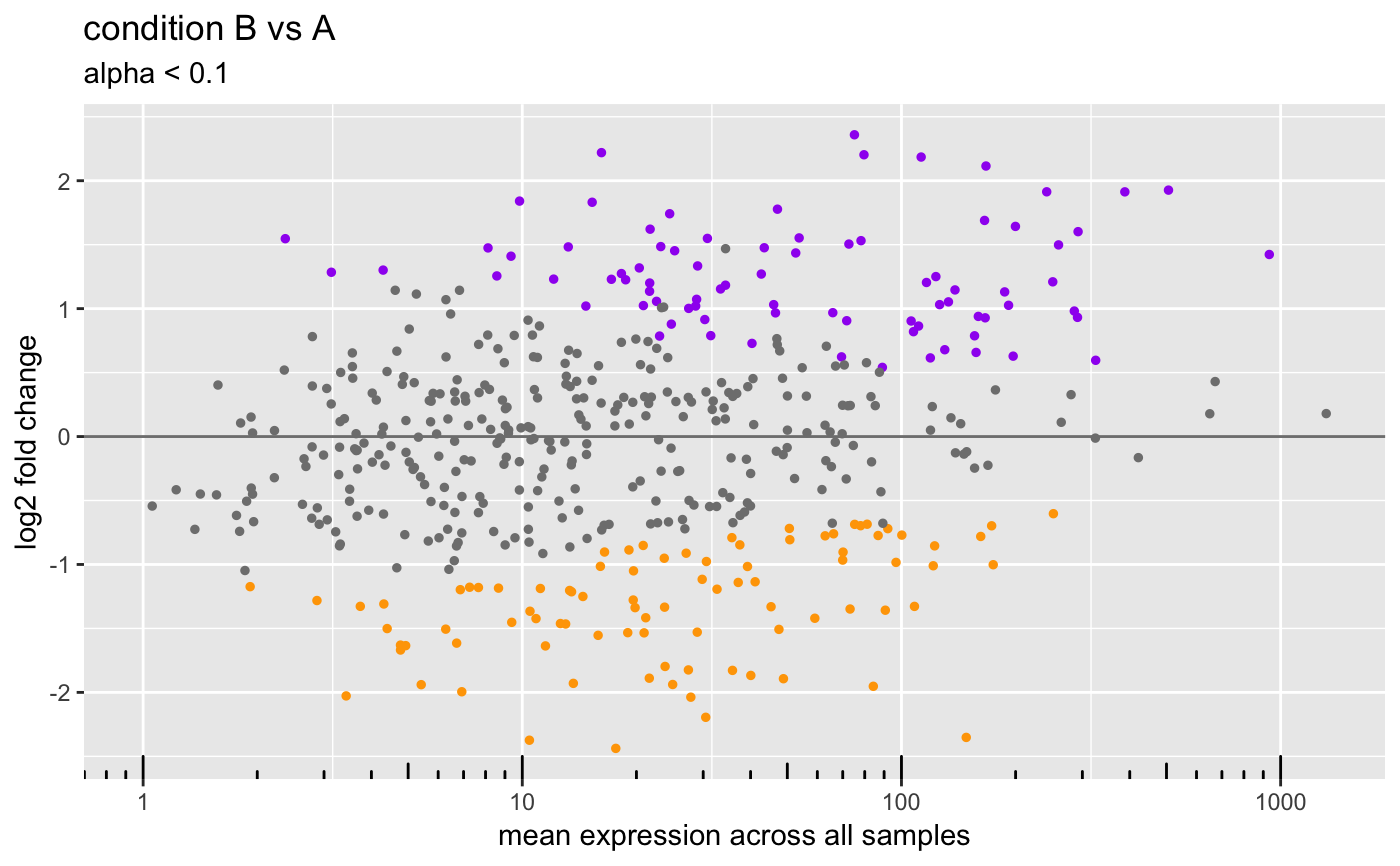 condition B vs A
alpha < 0.1
log2 fold change
2
1
0
-1
-2
1 10 100 1000
mean expression across all samples